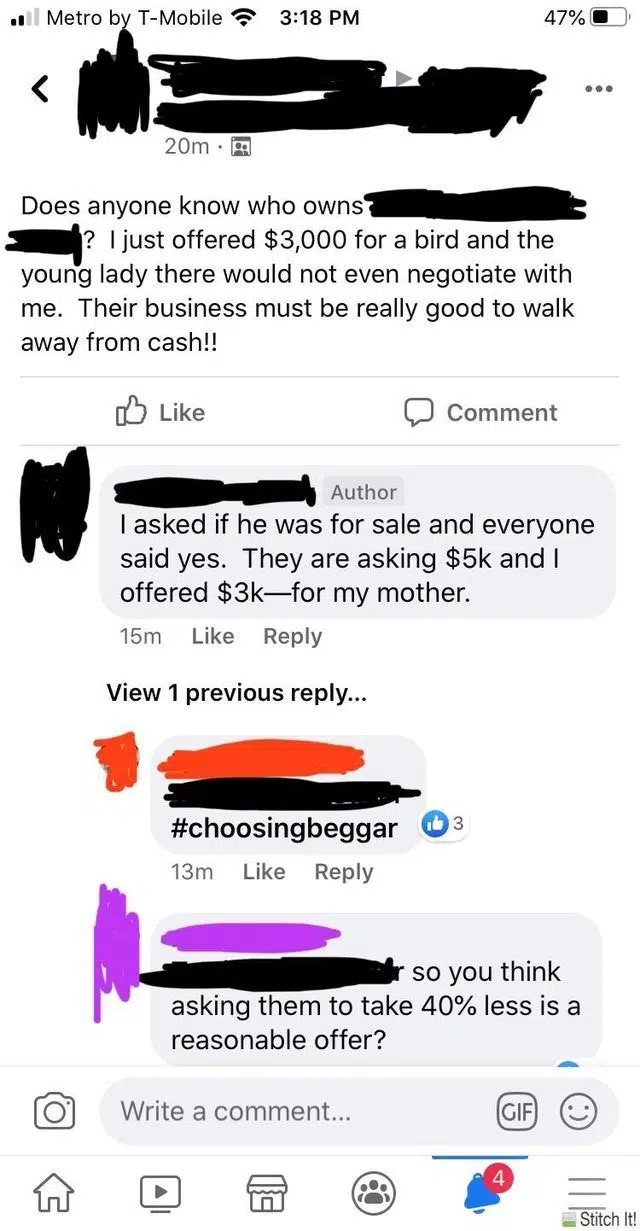 Metro by T-Mobile 3:18 PM 47%
20m ·
Does anyone know who owns
? I just offered $3,000 for a bird and the
young lady there would not even negotiate with
me. Their business must be really good to walk
away from cash!!
Like Comment
Author
I asked if he was for sale and everyone
said yes. They are asking $5k and I
offered $3k—for my mother.
15m Like Reply
View 1 previous reply...
#choosingbeggar 3
13m Like Reply
so you think
asking them to take 40% less is a
reasonable offer?
Write a comment... GIF
4
Stitch It!